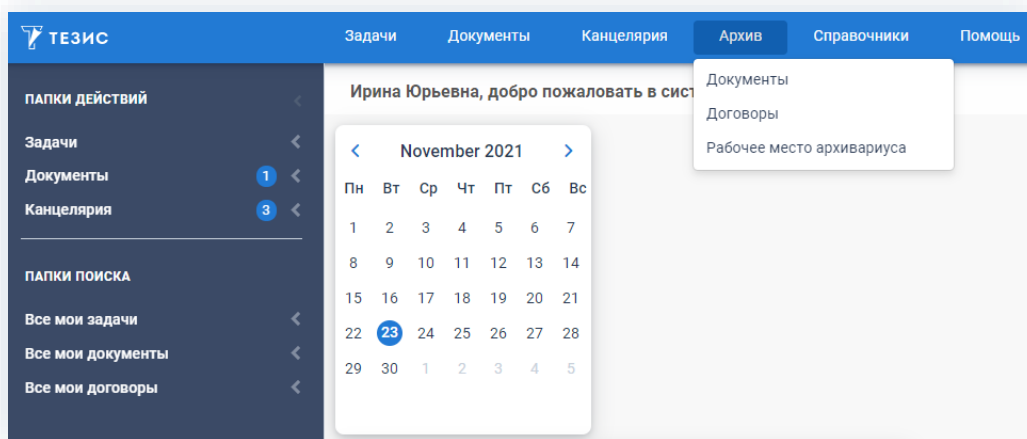 ТЕЗИС
Задачи Документы Канцелярия Архив Справочники Помощь
ПАПКИ ДЕЙСТВИЙ
Задачи
Документы 1
Канцелярия 3
ПАПКИ ПОИСКА
Все мои задачи
Все мои документы
Все мои договоры
Ирина Юрьевна, добро пожаловать в сист
Документы
Договоры
Рабочее место архивариуса
November 2021
Пн Вт Ср Чт Пт Сб Вс
1 2 3 4 5 6 7
8 9 10 11 12 13 14
15 16 17 18 19 20 21
22 23 24 25 26 27 28
29 30 1 2 3 4 5